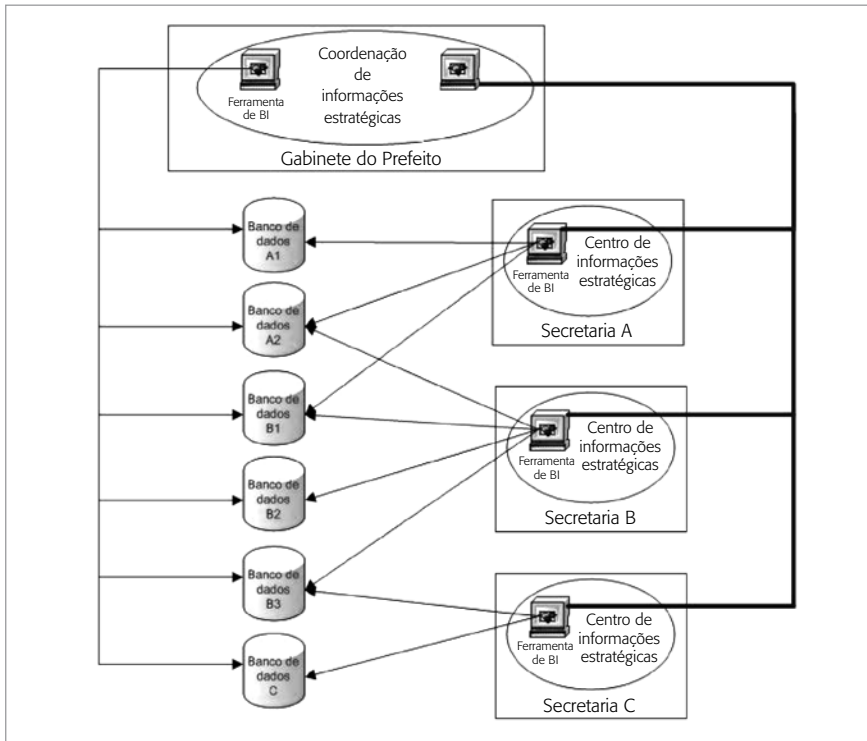 Coordenação
de
informações
estratégicas
Ferramenta
de BI
Gabinete do Prefeito
Banco de
dados
A1
Centro de
informações
estratégicas
Ferramenta
de BI
Secretaria A
Banco de
dados
A2
Banco de
dados
B1
Centro de
informações
estratégicas
Ferramenta
de BI
Secretaria B
Banco de
dados
B2
Banco de
dados
B3
Centro de
informações
estratégicas
Ferramenta
de BI
Secretaria C
Banco de
dados
C